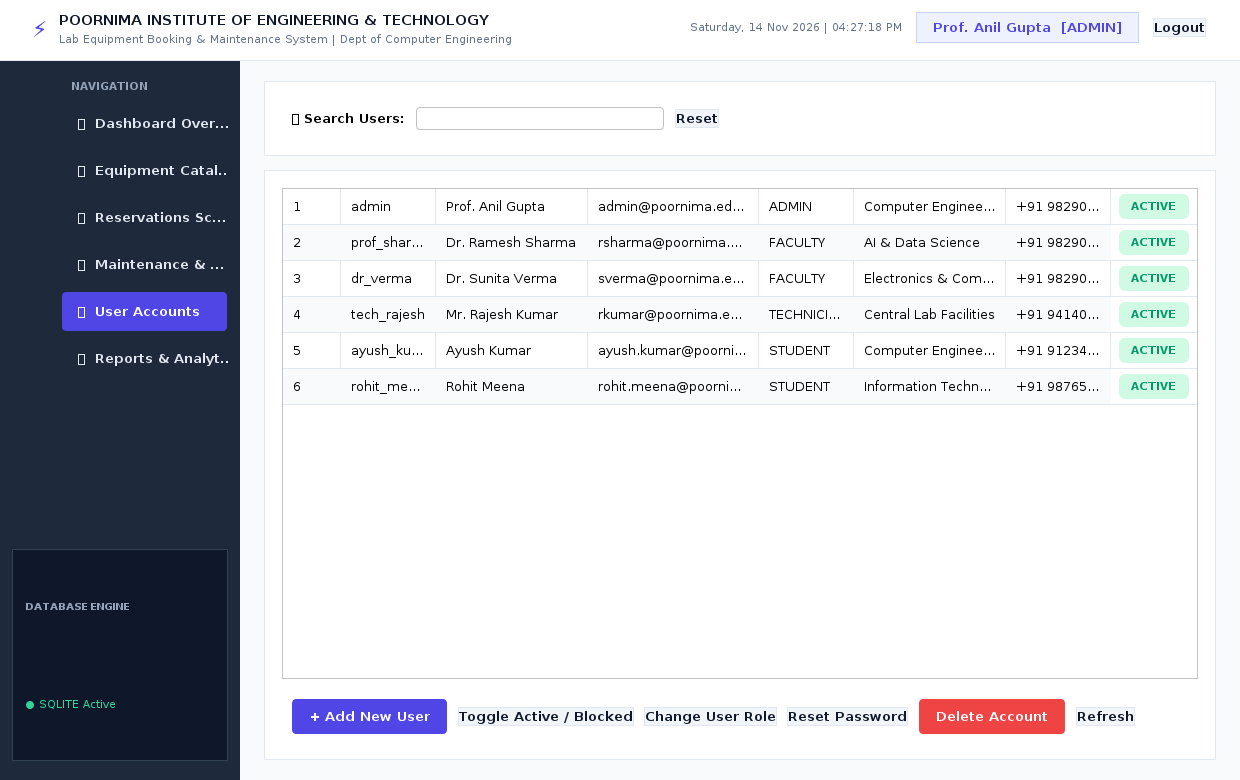 POORNIMA INSTITUTE OF ENGINEERING & TECHNOLOGY
Lab Equipment Booking & Maintenance System | Dept of Computer Engineering
Saturday, 14 Nov 2026 | 04:27:18 PM
Prof. Anil Gupta [ADMIN]
Logout
NAVIGATION
Dashboard Over...
Equipment Catal..
Reservations Sc...
Maintenance & ...
User Accounts
Reports & Analyt..
DATABASE ENGINE
● SQLITE Active
Search Users:
Reset
1 admin Prof. Anil Gupta admin@poornima.ed... ADMIN Computer Enginee... +91 98290... ACTIVE
2 prof_shar... Dr. Ramesh Sharma rsharma@poornima.... FACULTY AI & Data Science +91 98290... ACTIVE
3 dr_verma Dr. Sunita Verma sverma@poornima.e... FACULTY Electronics & Com... +91 98290... ACTIVE
4 tech_rajesh Mr. Rajesh Kumar rkumar@poornima.e... TECHNICI... Central Lab Facilities +91 94140... ACTIVE
5 ayush_ku... Ayush Kumar ayush.kumar@poorni... STUDENT Computer Enginee... +91 91234... ACTIVE
6 rohit_me... Rohit Meena rohit.meena@poorni... STUDENT Information Techn... +91 98765... ACTIVE
+ Add New User
Toggle Active / Blocked
Change User Role
Reset Password
Delete Account
Refresh